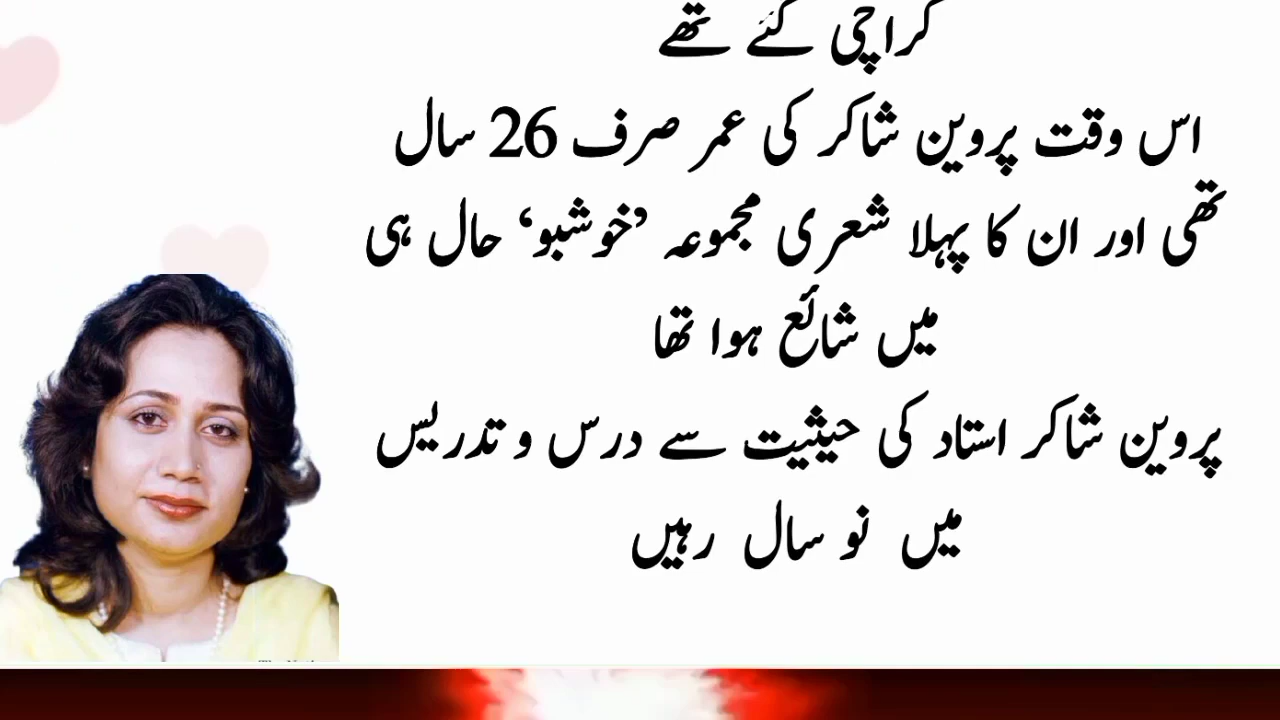 کراچی گئے تھے
اس وقت پروین شاکر کی عمر صرف 26 سال
تھی اور ان کا پہلا شعری مجموعہ ’خوشبو‘ حال ہی
میں شائع ہوا تھا
پروین شاکر استاد کی حیثیت سے درس و تدریس
میں نو سال رہیں